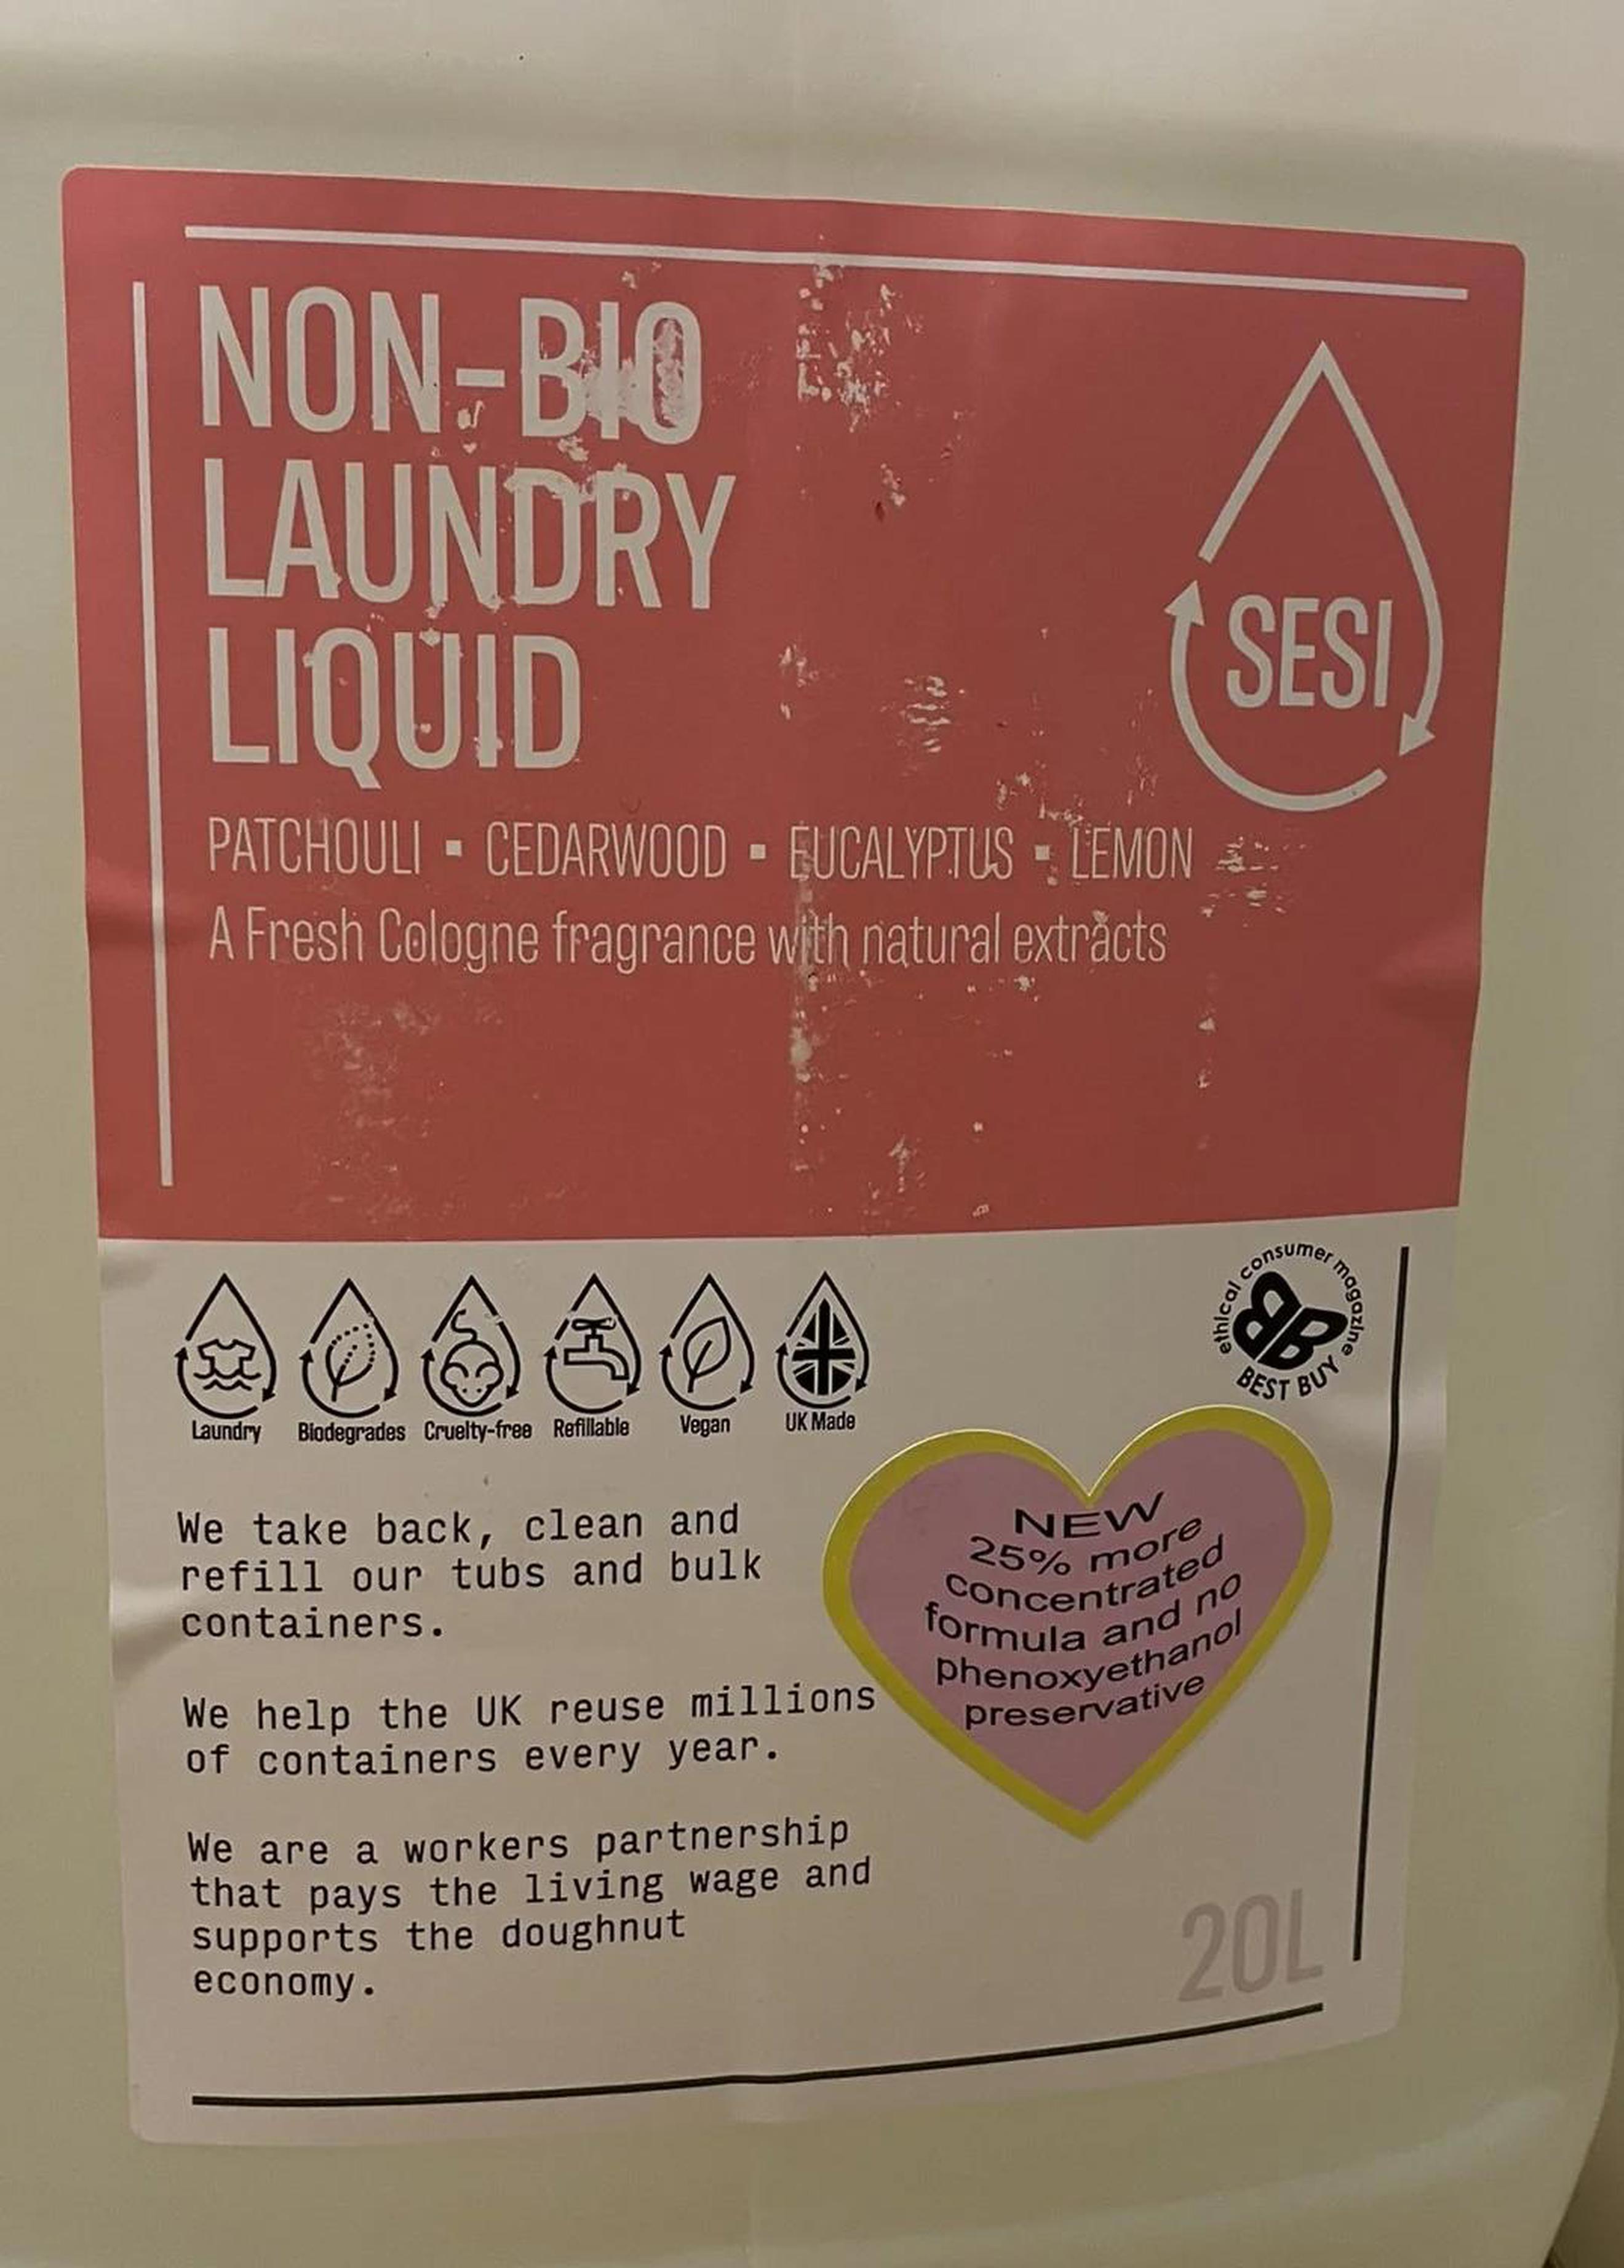 NON-BIO
LAUNDRY
LIQUID
SESI
PATCHOULI ▪ CEDARWOOD ▪ EUCALYPTUS ▪ LEMON
A Fresh Cologne fragrance with natural extracts
Laundry
Biodegrades
Cruelty-free
Refillable
Vegan
UK Made
ethical consumer magazine
BEST BUY
We take back, clean and
refill our tubs and bulk
containers.
We help the UK reuse millions
of containers every year.
We are a workers partnership
that pays the living wage and
supports the doughnut
economy.
NEW
25% more
concentrated
formula and no
phenoxyethanol
preservative
20L